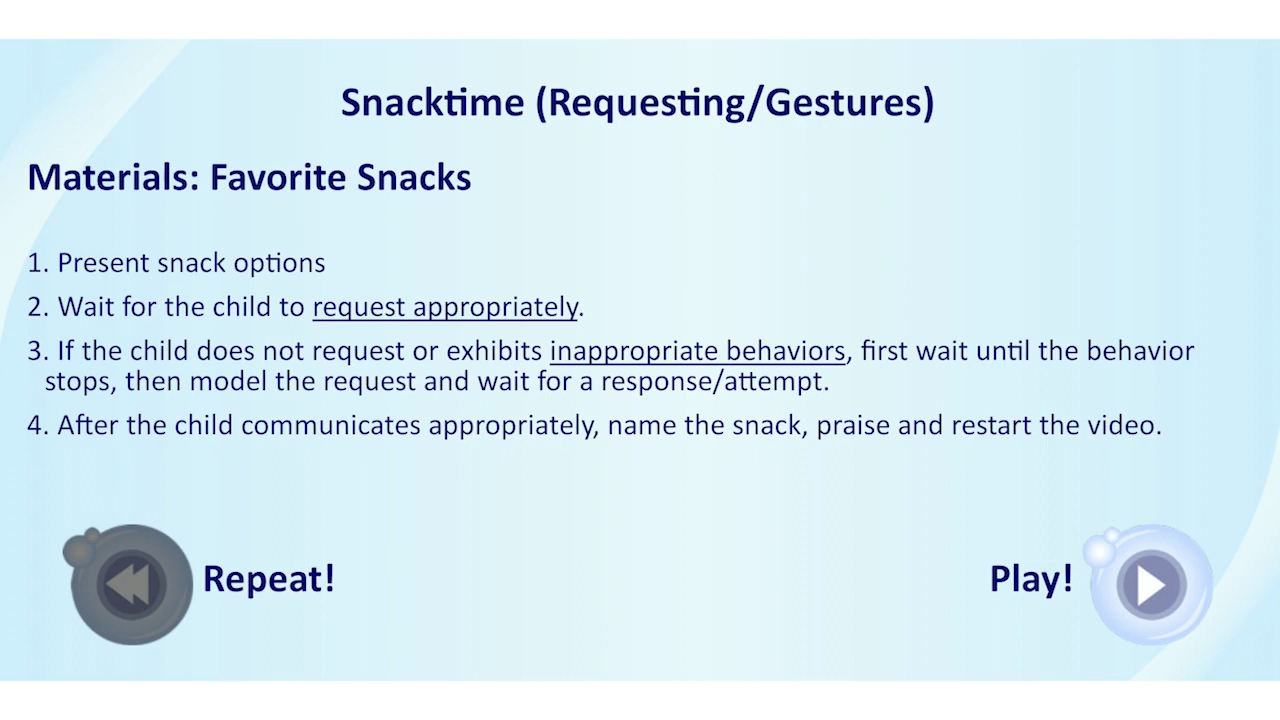 Snacktime (Requesting/Gestures)
Materials: Favorite Snacks
1. Present snack options
2. Wait for the child to request appropriately.
3. If the child does not request or exhibits inappropriate behaviors, first wait until the behavior
stops, then model the request and wait for a response/attempt.
4. After the child communicates appropriately, name the snack, praise and restart the video.
Repeat!
Play!